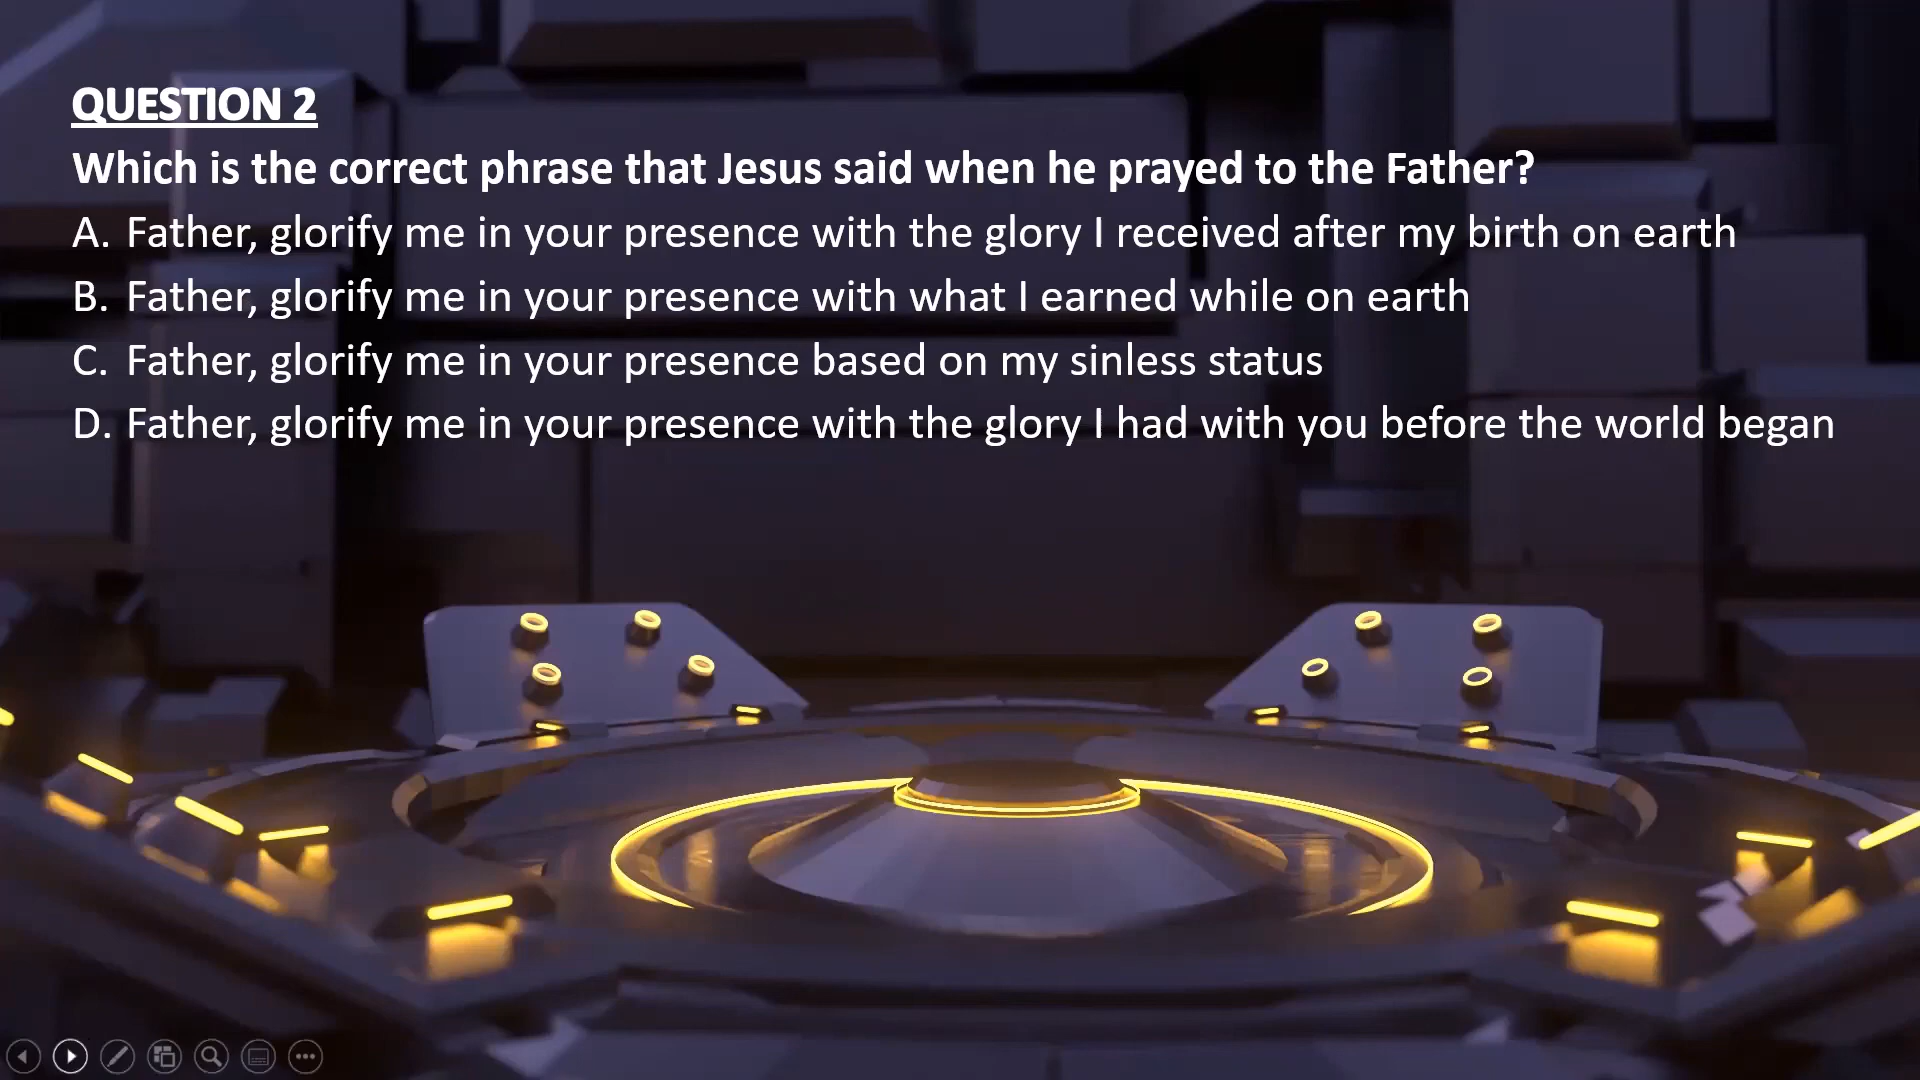 QUESTION 2
Which is the correct phrase that Jesus said when he prayed to the Father?
A. Father, glorify me in your presence with the glory I received after my birth on earth
B. Father, glorify me in your presence with what I earned while on earth
C. Father, glorify me in your presence based on my sinless status
D. Father, glorify me in your presence with the glory I had with you before the world began